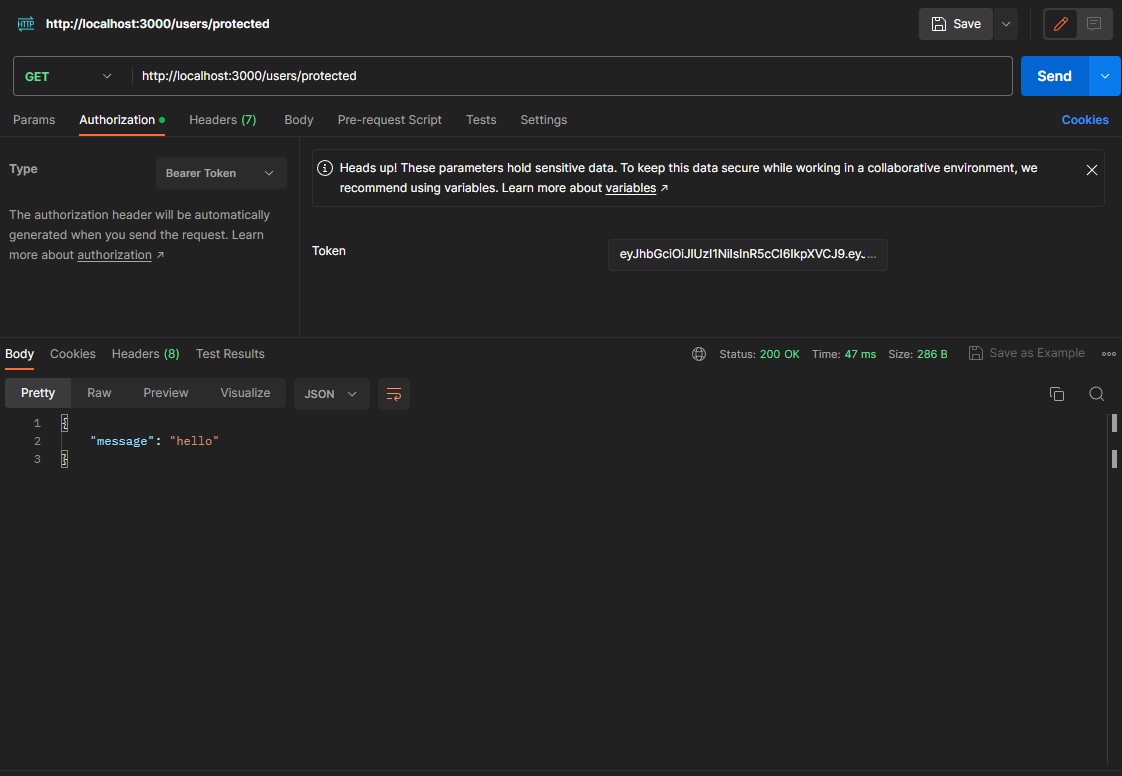 HTTP http://localhost:3000/users/protected Save
GET http://localhost:3000/users/protected Send
Params Authorization Headers (7) Body Pre-request Script Tests Settings Cookies
Type Bearer Token
The authorization header will be automatically
generated when you send the request. Learn
more about authorization ↗
Heads up! These parameters hold sensitive data. To keep this data secure while working in a collaborative environment, we
recommend using variables. Learn more about variables ↗
Token eyJhbGciOiJIUzI1NiIsInR5cCI6IkpXVCJ9.eyJ...
Body Cookies Headers (8) Test Results Status: 200 OK Time: 47 ms Size: 286 B Save as Example
Pretty Raw Preview Visualize JSON
1 {
2 "message": "hello"
3 }